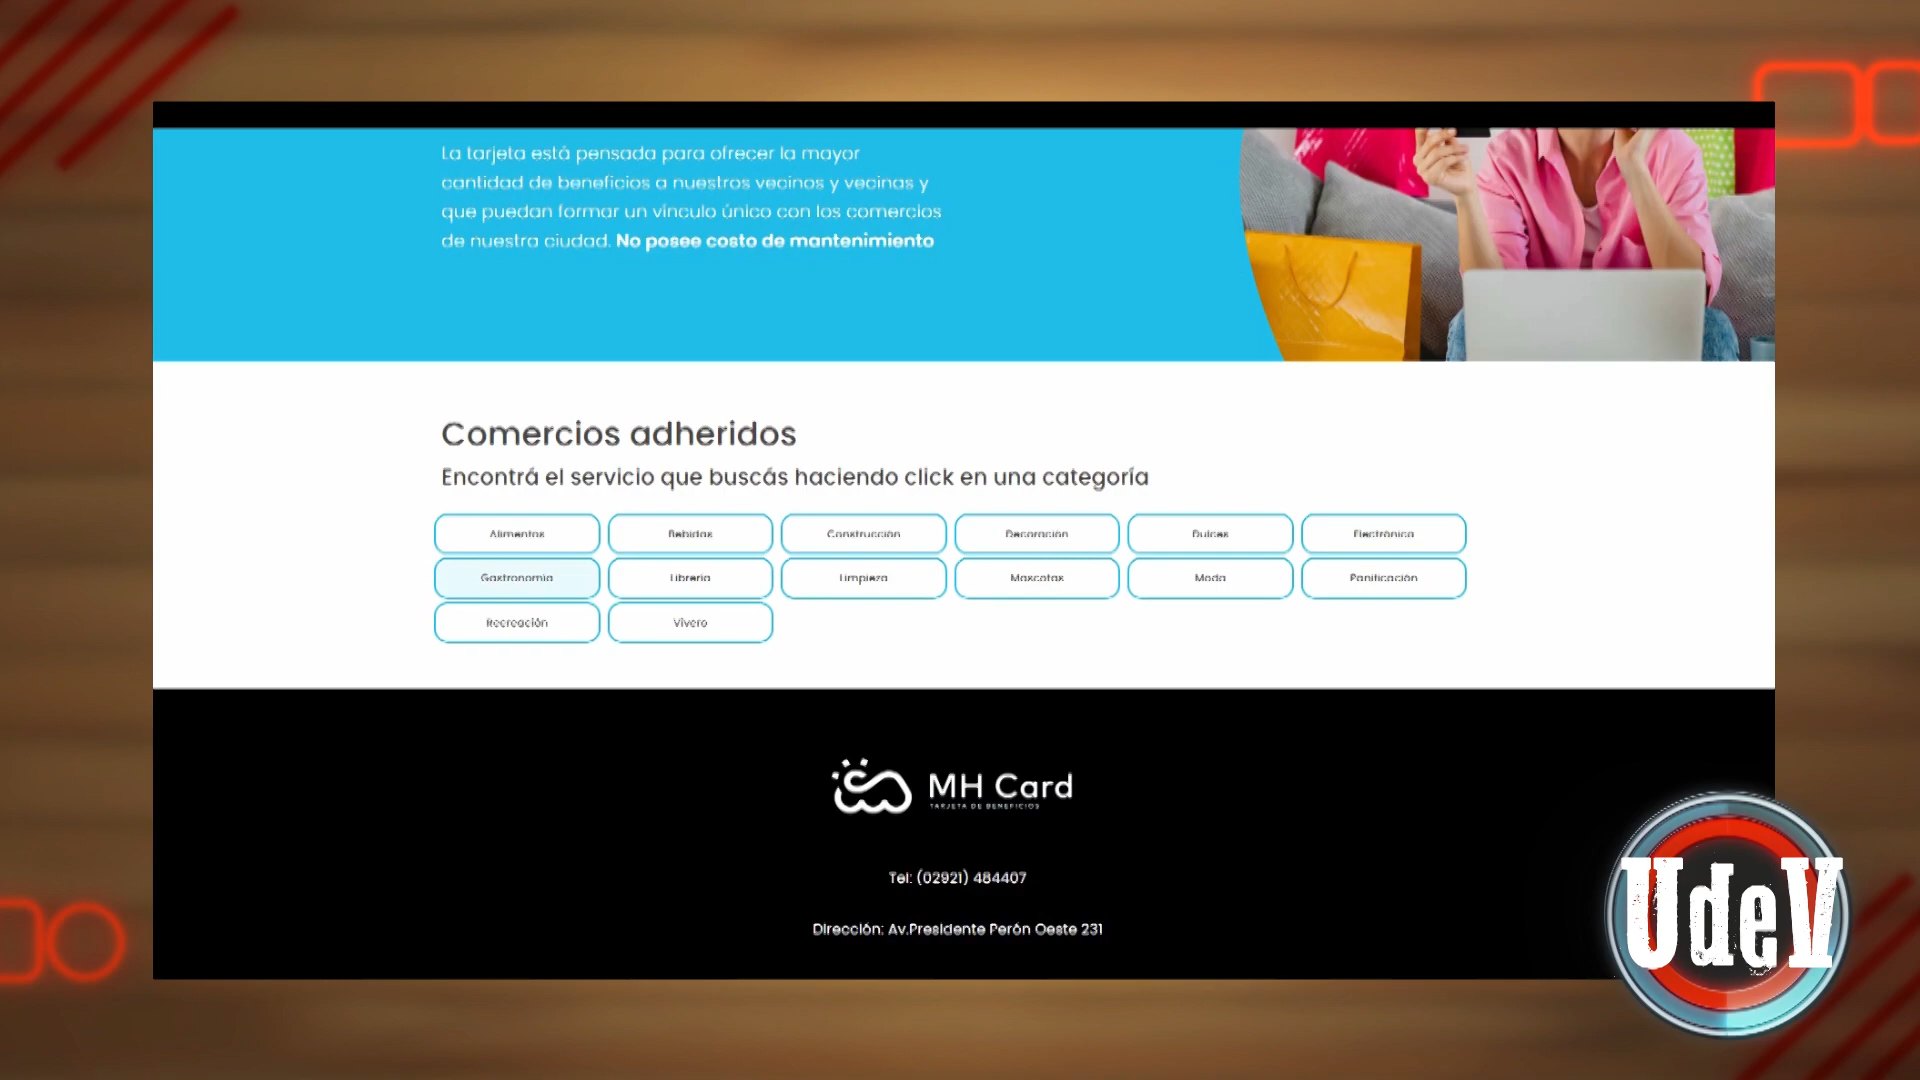 La tarjeta está pensada para ofrecer la mayor
cantidad de beneficios a nuestros vecinos y vecinas y
que puedan formar un vínculo único con los comercios
de nuestra ciudad. No posee costo de mantenimiento
Comercios adheridos
Encontrá el servicio que buscás haciendo click en una categoría
Alimentos Bebidas Construcción Decoración Dulces Electrónica
Gastronomía Librería Limpieza Mascotas Moda Panificación
Recreación Vivero
MH Card
TARJETA DE BENEFICIOS
Tel: (02921) 484407
Dirección: Av.Presidente Perón Oeste 231
UdeV